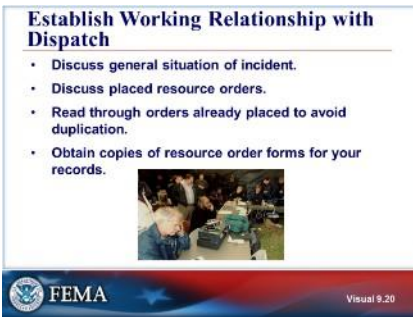 Establish Working Relationship with
Dispatch
• Discuss general situation of incident.
• Discuss placed resource orders.
• Read through orders already placed to avoid
duplication.
• Obtain copies of resource order forms for your
records.
FEMA
Visual 9.20